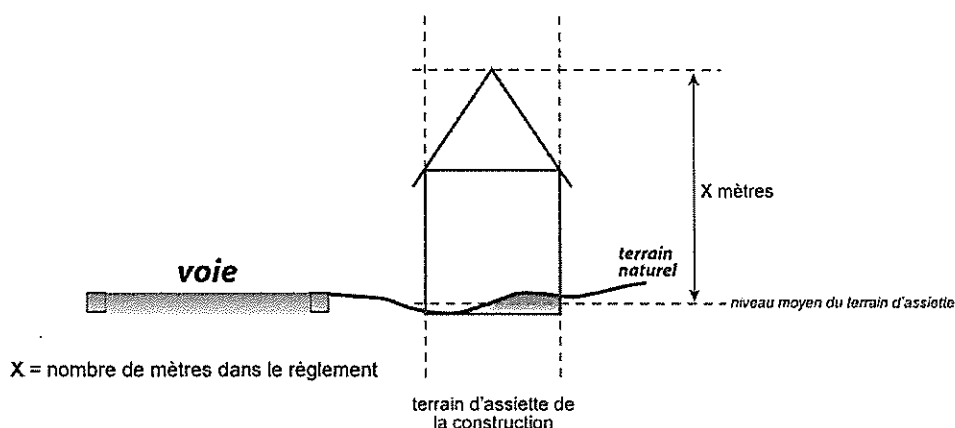 X mètres
terrain
naturel
voie
niveau moyen du terrain d'assiette
X = nombre de mètres dans le règlement
terrain d'assiette de
la construction